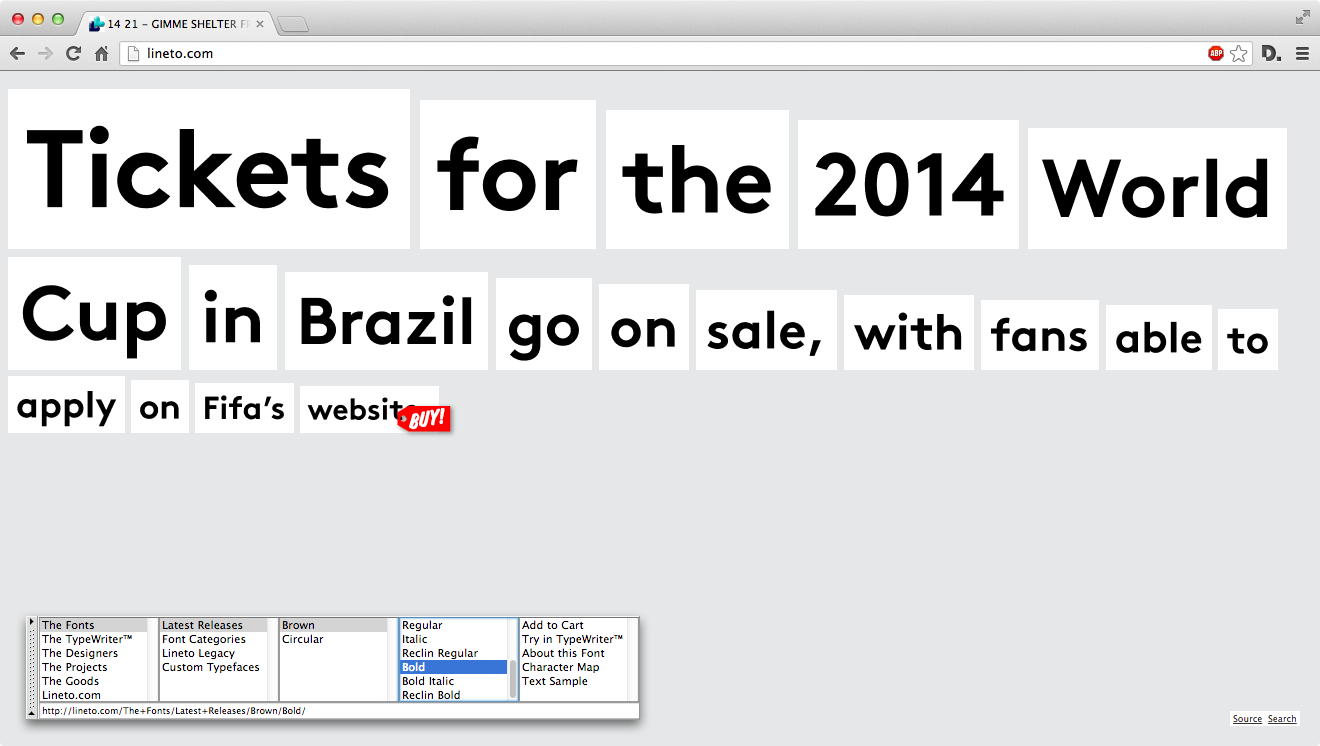 14 21 – GIMME SHELTER
lineto.com
ABP
D.
Tickets for the 2014 World
Cup in Brazil go on sale, with fans able to
apply on Fifa’s
BUY!
The Fonts Latest Releases Brown Regular Add to Cart
The TypeWriter™ Font Categories Circular Italic Try in TypeWriter™
The Designers Lineto Legacy Reclin Regular About this Font
The Projects Custom Typefaces Bold Character Map
The Goods Bold Italic Text Sample
Lineto.com Reclin Bold
http://lineto.com/The+Fonts/Latest+Releases/Brown/Bold/
Source Search